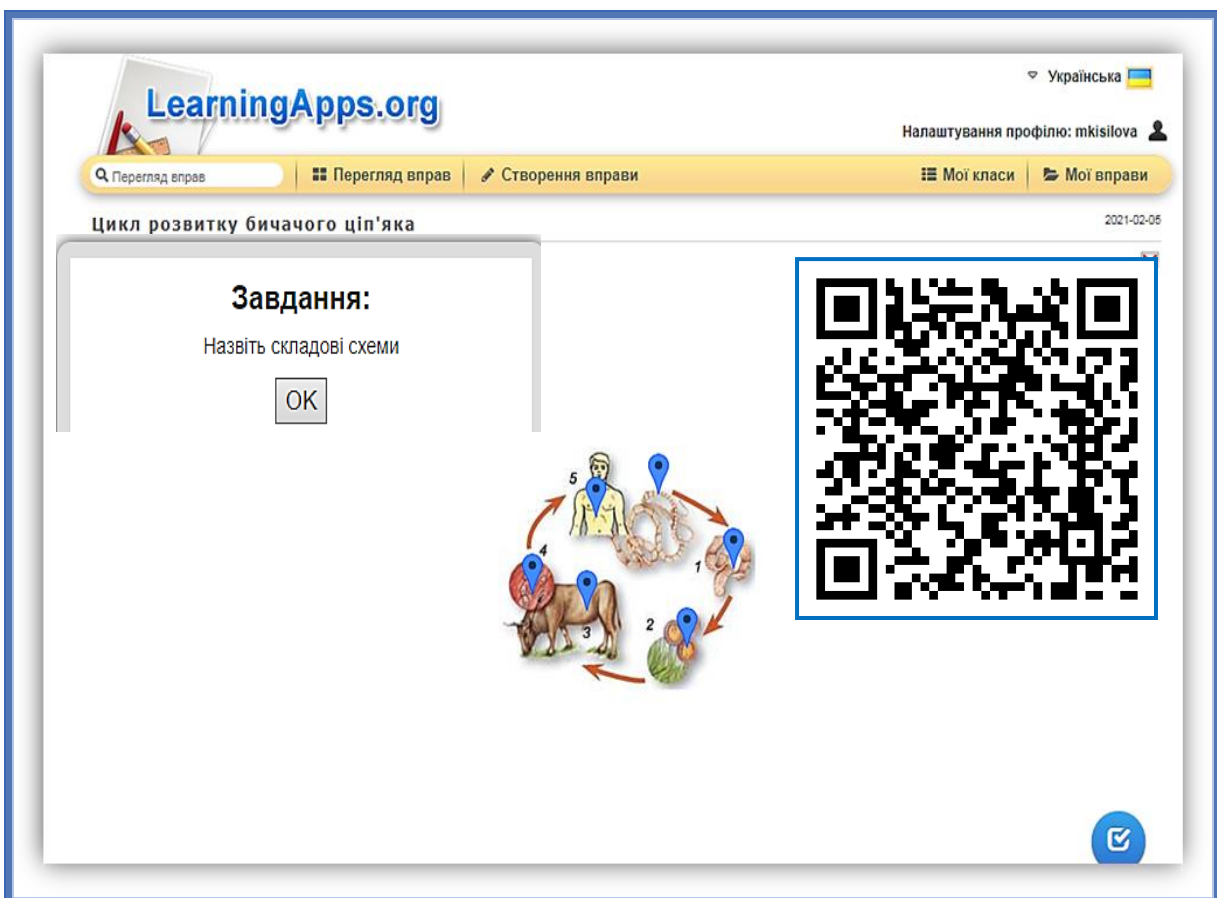 LearningApps.org
Українська
Налаштування профілю: mkisilova
Перегляд вправ
Перегляд вправ
Створення вправи
Мої класи
Мої вправи
Цикл розвитку бичачого ціп'яка
2021-02-05
Завдання:
Назвіть складові схеми
OK
5
4
1
3
2